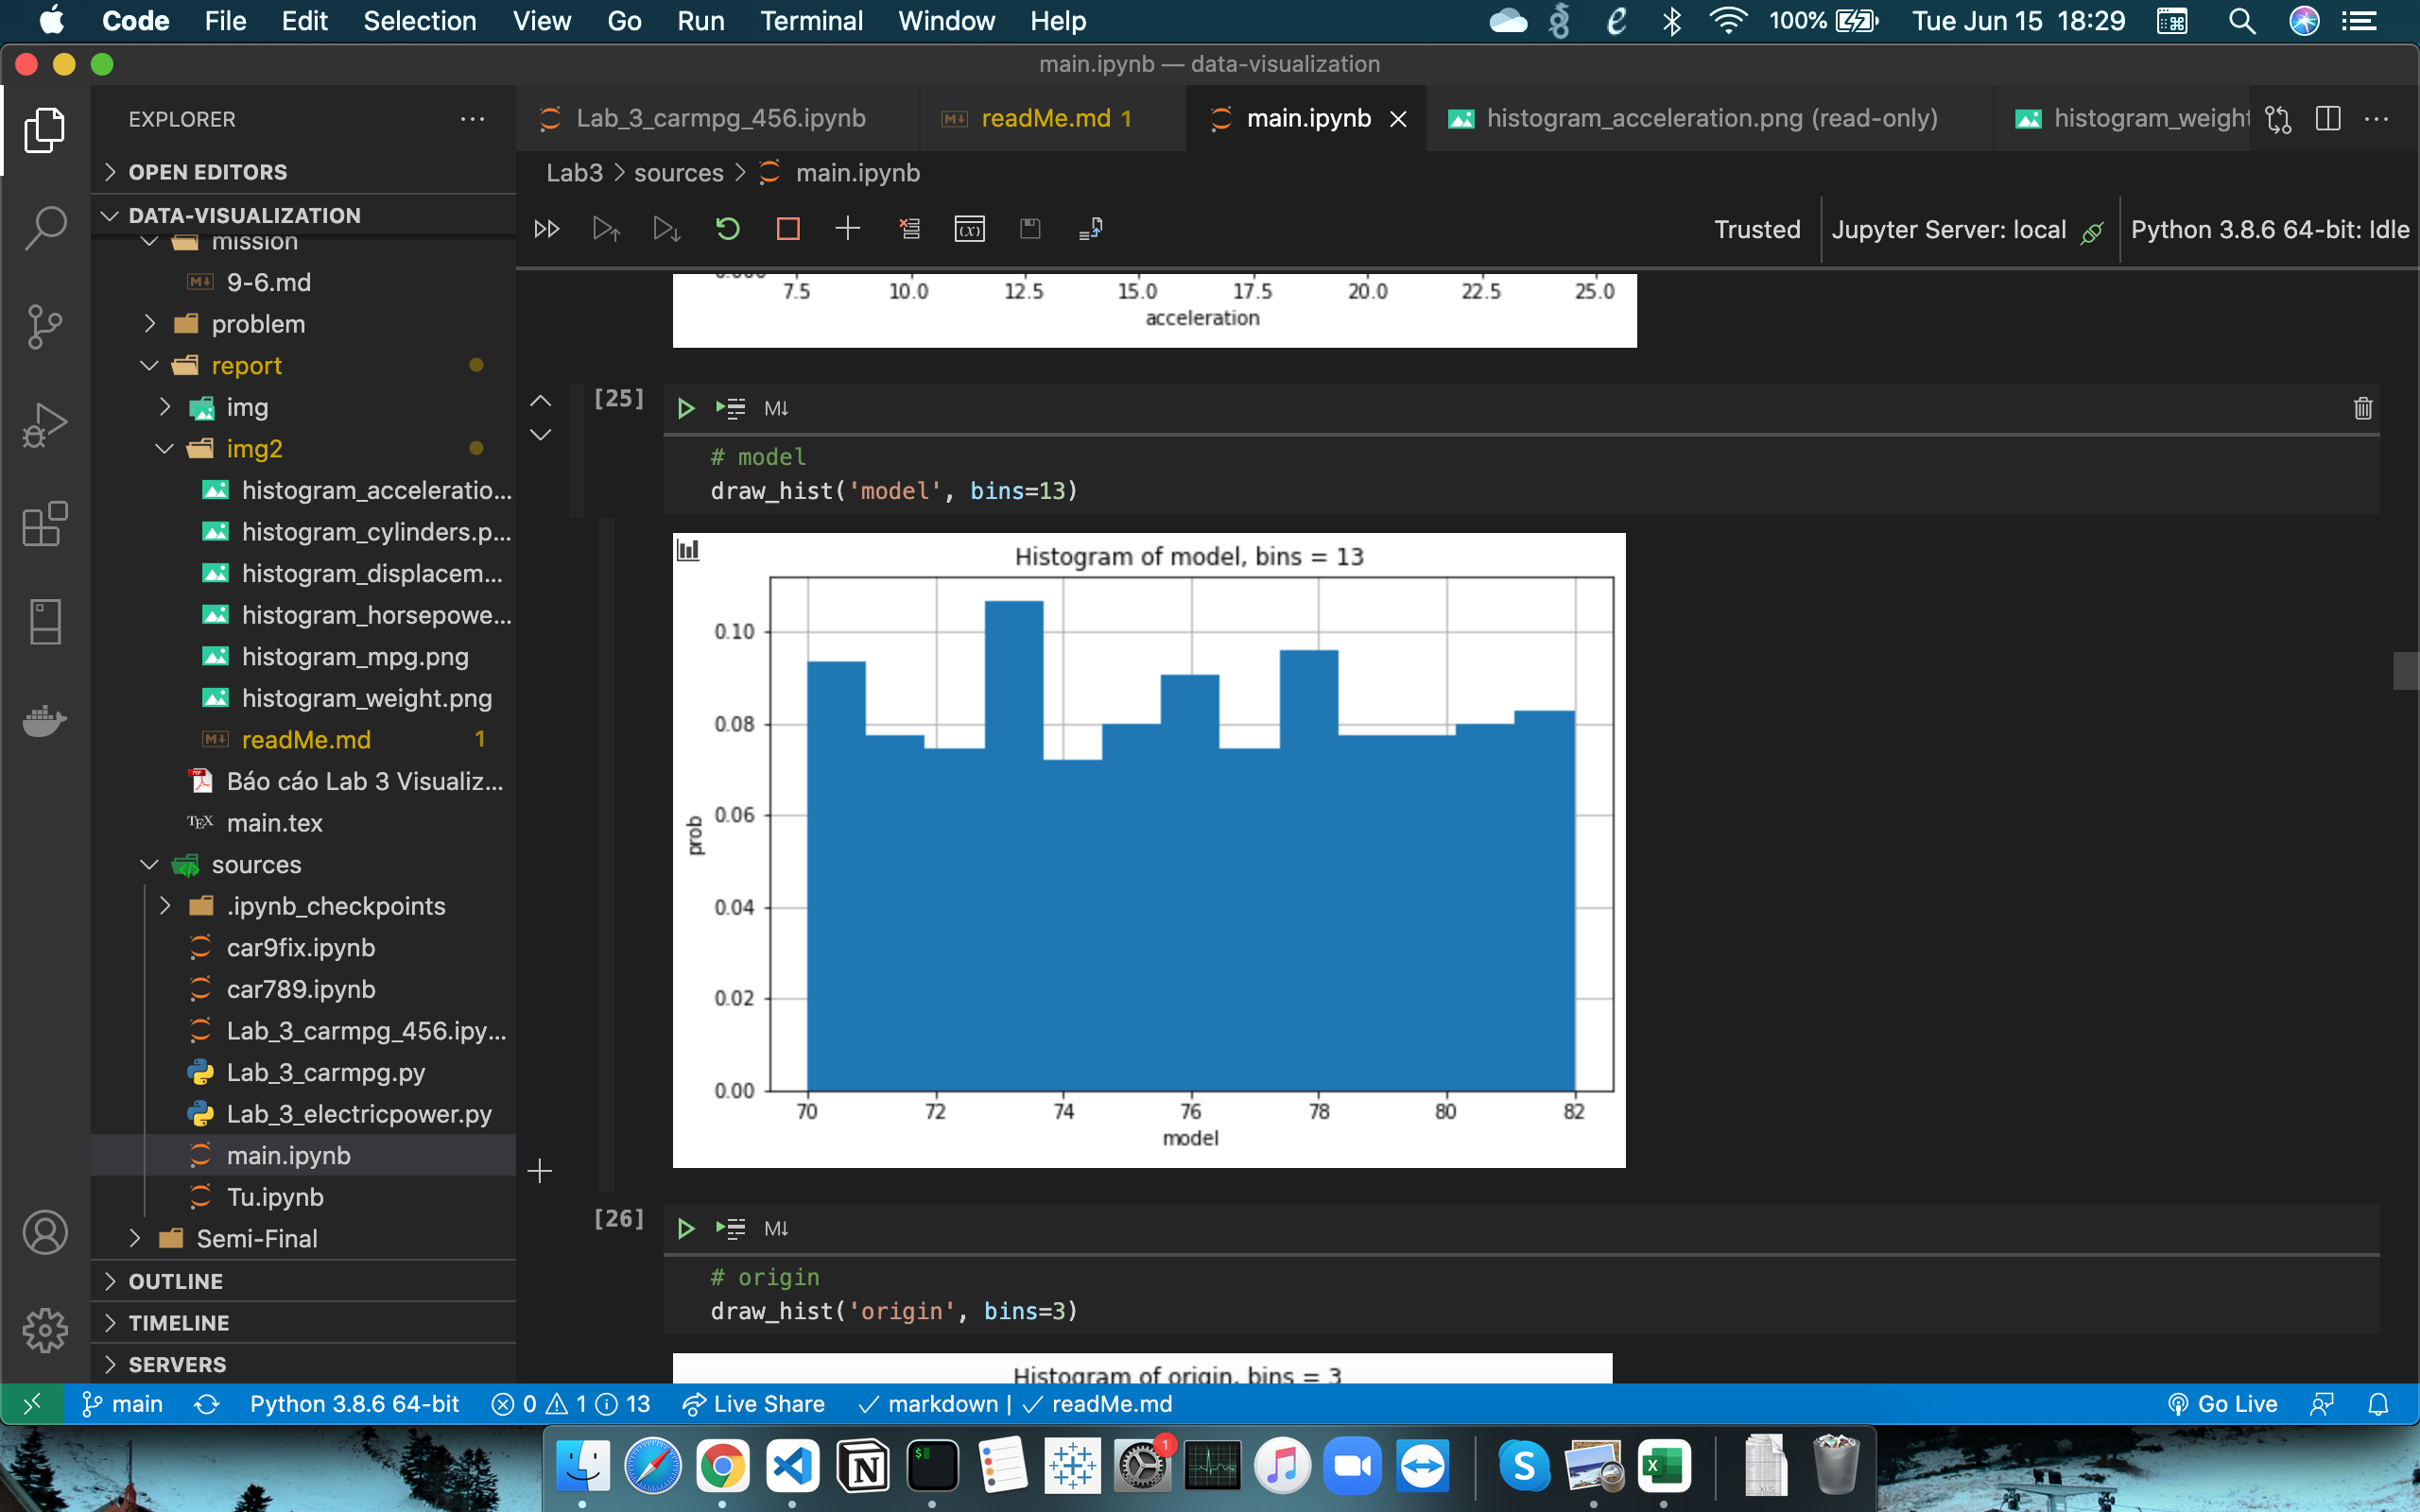 Code File Edit Selection View Go Run Terminal Window Help 100% Tue Jun 15 18:29
main.ipynb — data-visualization
EXPLORER
OPEN EDITORS
DATA-VISUALIZATION
mission
9-6.md
problem
report
img
img2
histogram_acceleratio...
histogram_cylinders.p...
histogram_displacem...
histogram_horsepowe...
histogram_mpg.png
histogram_weight.png
readMe.md 1
Báo cáo Lab 3 Visualiz...
main.tex
sources
.ipynb_checkpoints
car9fix.ipynb
car789.ipynb
Lab_3_carmpg_456.ipy...
Lab_3_carmpg.py
Lab_3_electricpower.py
main.ipynb
Tu.ipynb
Semi-Final
OUTLINE
TIMELINE
SERVERS
Lab_3_carmpg_456.ipynb readMe.md 1 main.ipynb histogram_acceleration.png (read-only) histogram_weight
Lab3 > sources > main.ipynb
Trusted Jupyter Server: local Python 3.8.6 64-bit: Idle
7.5 10.0 12.5 15.0 17.5 20.0 22.5 25.0
acceleration
[25] M↓
# model
draw_hist('model', bins=13)
Histogram of model, bins = 13
0.10
0.08
0.06
0.04
0.02
0.00
prob
70 72 74 76 78 80 82
model
[26] M↓
# origin
draw_hist('origin', bins=3)
Histogram of origin, bins = 3
main Python 3.8.6 64-bit 0 1 13 Live Share markdown | readMe.md Go Live
1